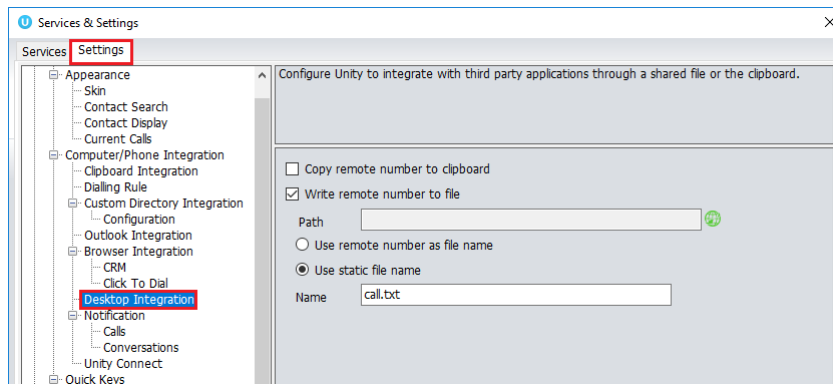 Services & Settings
Services Settings
Appearance
Skin
Contact Search
Contact Display
Current Calls
Computer/Phone Integration
Clipboard Integration
Dialling Rule
Custom Directory Integration
Configuration
Outlook Integration
Browser Integration
CRM
Click To Dial
Desktop Integration
Notification
Calls
Conversations
Unity Connect
Quick Keys
Configure Unity to integrate with third party applications through a shared file or the clipboard.
Copy remote number to clipboard
Write remote number to file
Path
Use remote number as file name
Use static file name
Name call.txt